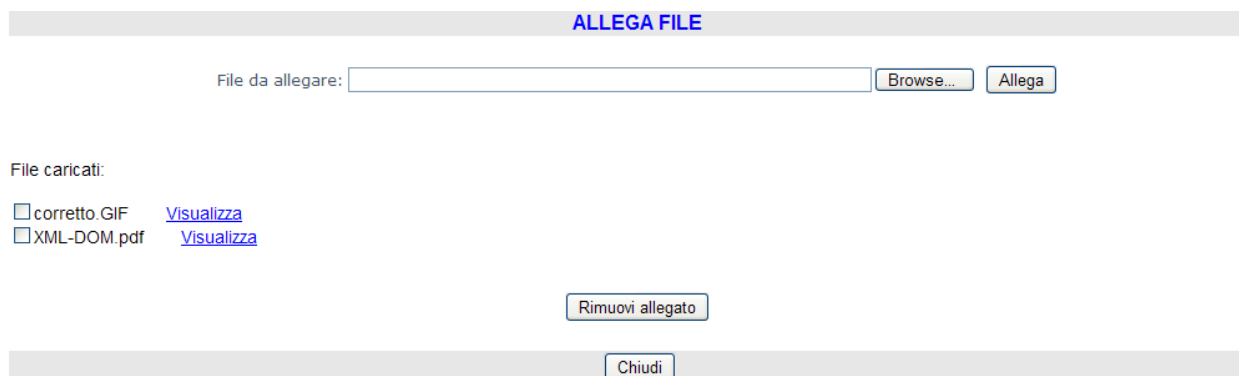 ALLEGA FILE
File da allegare: Browse... Allega
File caricati:
corretto.GIF Visualizza
XML-DOM.pdf Visualizza
Rimuovi allegato
Chiudi